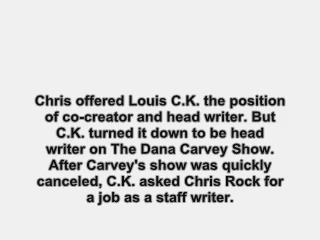 Chris offered Louis C.K. the position
of co-creator and head writer. But
C.K. turned it down to be head
writer on The Dana Carvey Show.
After Carvey's show was quickly
canceled, C.K. asked Chris Rock for
a job as a staff writer.